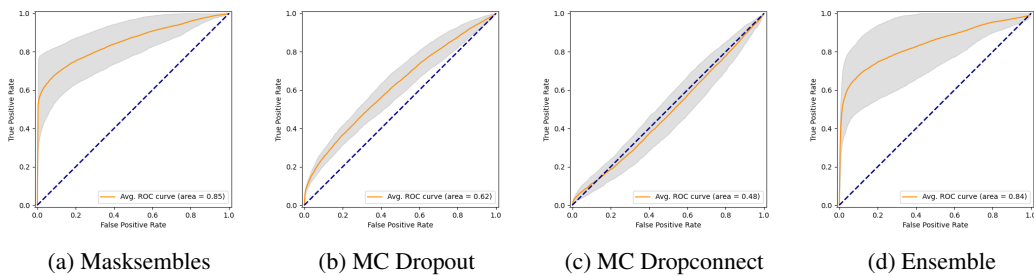 1.0
0.8
0.6
0.4
0.2
0.0
True Positive Rate
0.0 0.2 0.4 0.6 0.8 1.0
False Positive Rate
Avg. ROC curve (area = 0.85)
(a) Masksembles
1.0
0.8
0.6
0.4
0.2
0.0
True Positive Rate
0.0 0.2 0.4 0.6 0.8 1.0
False Positive Rate
Avg. ROC curve (area = 0.62)
(b) MC Dropout
1.0
0.8
0.6
0.4
0.2
0.0
True Positive Rate
0.0 0.2 0.4 0.6 0.8 1.0
False Positive Rate
Avg. ROC curve (area = 0.48)
(c) MC Dropconnect
1.0
0.8
0.6
0.4
0.2
0.0
True Positive Rate
0.0 0.2 0.4 0.6 0.8 1.0
False Positive Rate
Avg. ROC curve (area = 0.84)
(d) Ensemble